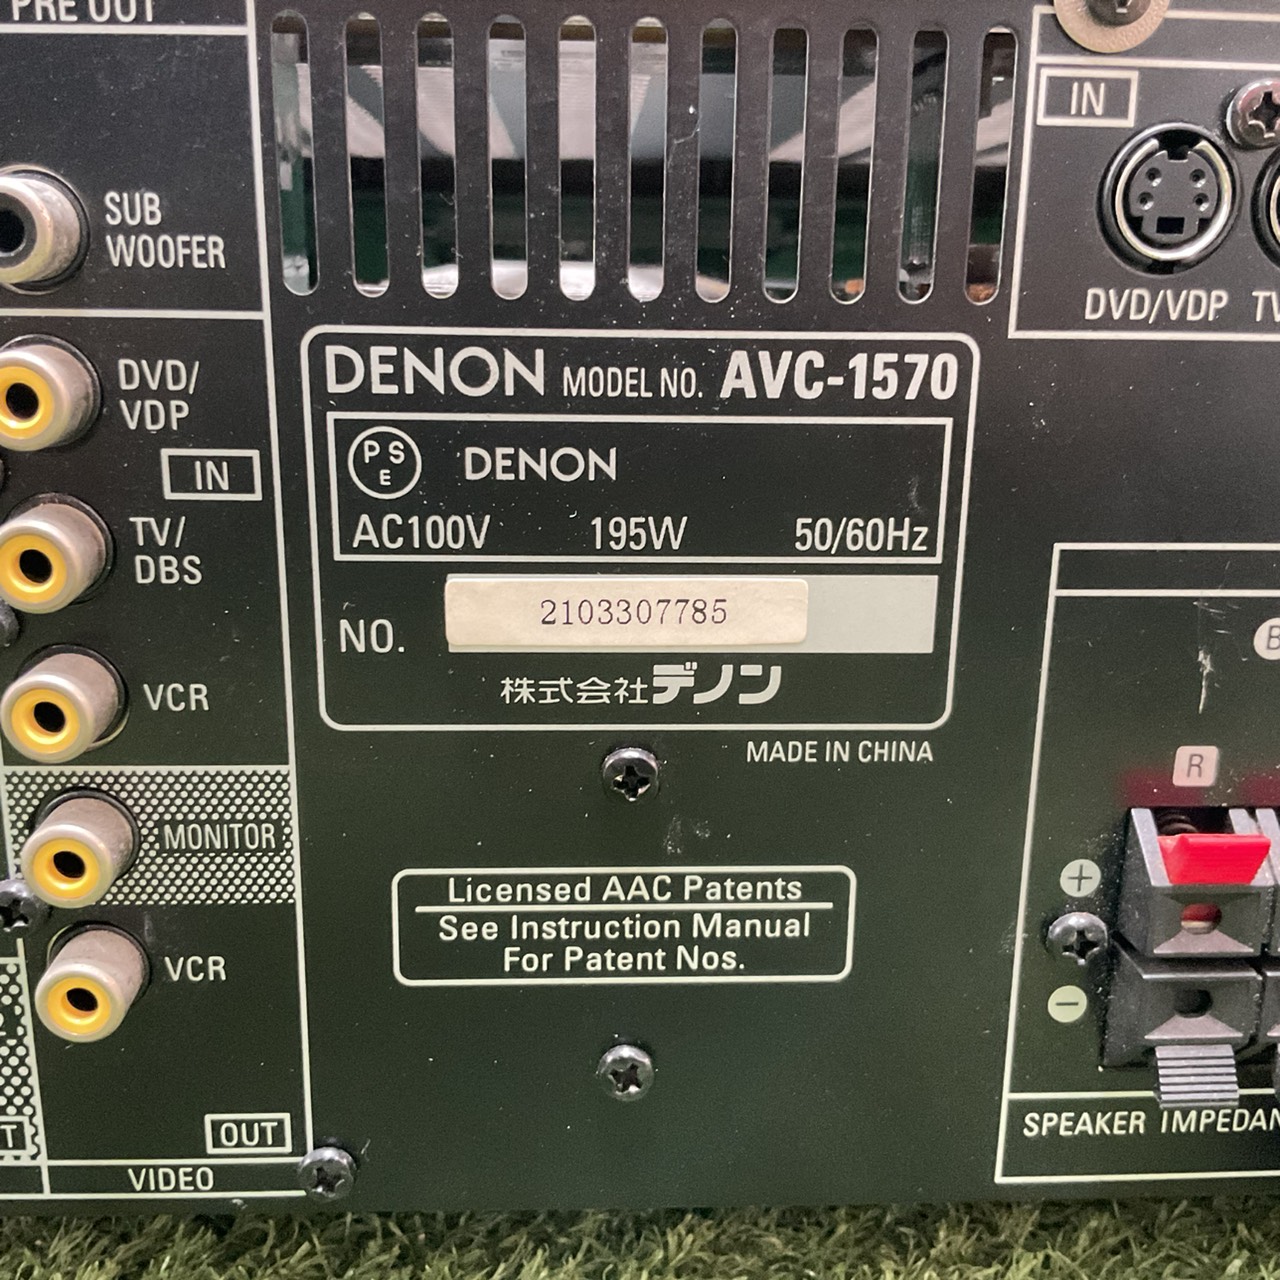 PRE OUT
SUB
WOOFER
DVD/
VDP
IN
TV/
DBS
VCR
MONITOR
VCR
OUT
VIDEO
DENON MODEL NO. AVC-1570
PSE DENON
AC100V 195W 50/60Hz
NO. 2103307785
株式会社デノン
MADE IN CHINA
Licensed AAC Patents
See Instruction Manual
For Patent Nos.
IN
DVD/VDP
R
+
−
SPEAKER